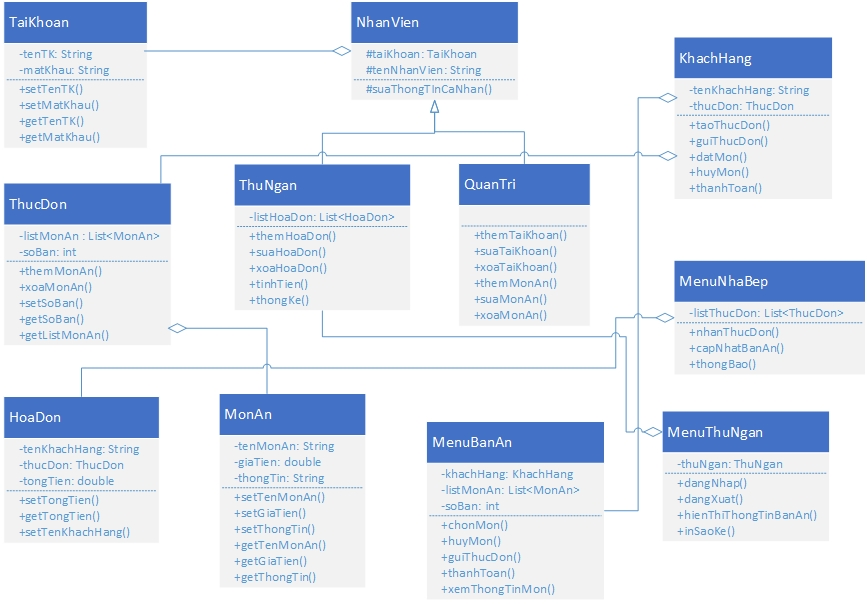 TaiKhoan
-tenTK: String
-matKhau: String
+setTenTK()
+setMatKhau()
+getTenTK()
+getMatKhau()
NhanVien
#taiKhoan: TaiKhoan
#tenNhanVien: String
#suaThongTInCaNhan()
KhachHang
-tenKhachHang: String
-thucDon: ThucDon
+taoThucDon()
+guiThucDon()
+datMon()
+huyMon()
+thanhToan()
ThucDon
-listMonAn : List<MonAn>
-soBan: int
+themMonAn()
+xoaMonAn()
+setSoBan()
+getSoBan()
+getListMonAn()
ThuNgan
-listHoaDon: List<HoaDon>
+themHoaDon()
+suaHoaDon()
+xoaHoaDon()
+tinhTien()
+thongKe()
QuanTri
+themTaiKhoan()
+suaTaiKhoan()
+xoaTaiKhoan()
+themMonAn()
+suaMonAn()
+xoaMonAn()
MenuNhaBep
-listThucDon: List<ThucDon>
+nhanThucDon()
+capNhatBanAn()
+thongBao()
HoaDon
-tenKhachHang: String
-thucDon: ThucDon
-tongTien: double
+setTongTien()
+getTongTien()
+setTenKhachHang()
MonAn
-tenMonAn: String
-giaTien: double
-thongTin: String
+setTenMonAn()
+setGiaTien()
+setThongTin()
+getTenMonAn()
+getGiaTien()
+getThongTin()
MenuBanAn
-khachHang: KhachHang
-listMonAn: List<MonAn>
-soBan: int
+chonMon()
+huyMon()
+guiThucDon()
+thanhToan()
+xemThongTinMon()
MenuThuNgan
-thuNgan: ThuNgan
+dangNhap()
+dangXuat()
+hienThiThongTinBanAn()
+inSaoKe()